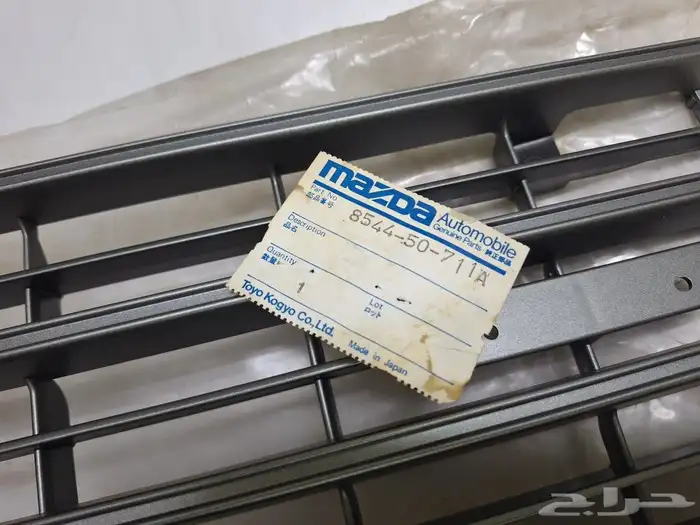 mazda Automobile
Genuine Parts 純正部品
Part No. 8544-50-711A
部品番号
Description
品名
Quantity 1
数量
Lot
ロット
Toyo Kogyo Co., Ltd.
Made in Japan
حراج